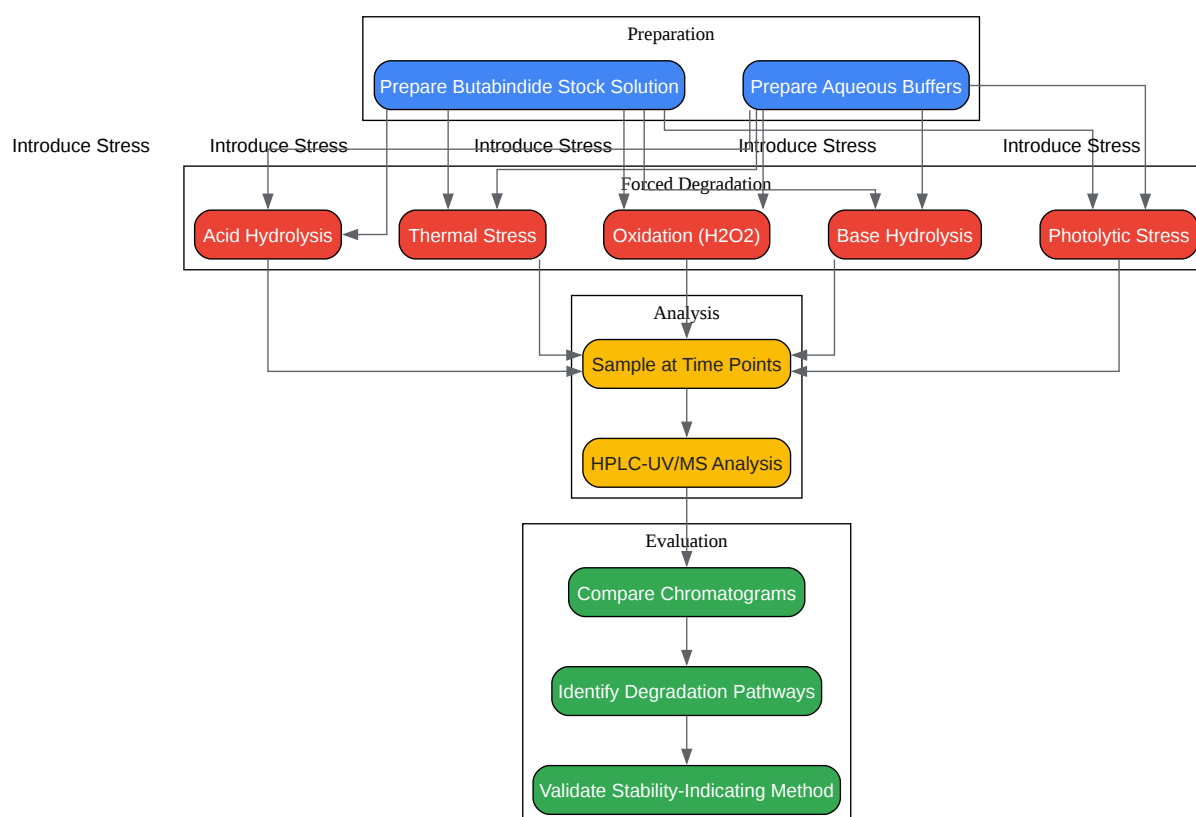 Preparation
Prepare Butabindide Stock Solution
Prepare Aqueous Buffers
Introduce Stress
Introduce Stress
Introduce Stress
Introduce Stress
Introduce Stress
Forced Degradation
Acid Hydrolysis
Thermal Stress
Oxidation (H2O2)
Base Hydrolysis
Photolytic Stress
Analysis
Sample at Time Points
HPLC-UV/MS Analysis
Evaluation
Compare Chromatograms
Identify Degradation Pathways
Validate Stability-Indicating Method